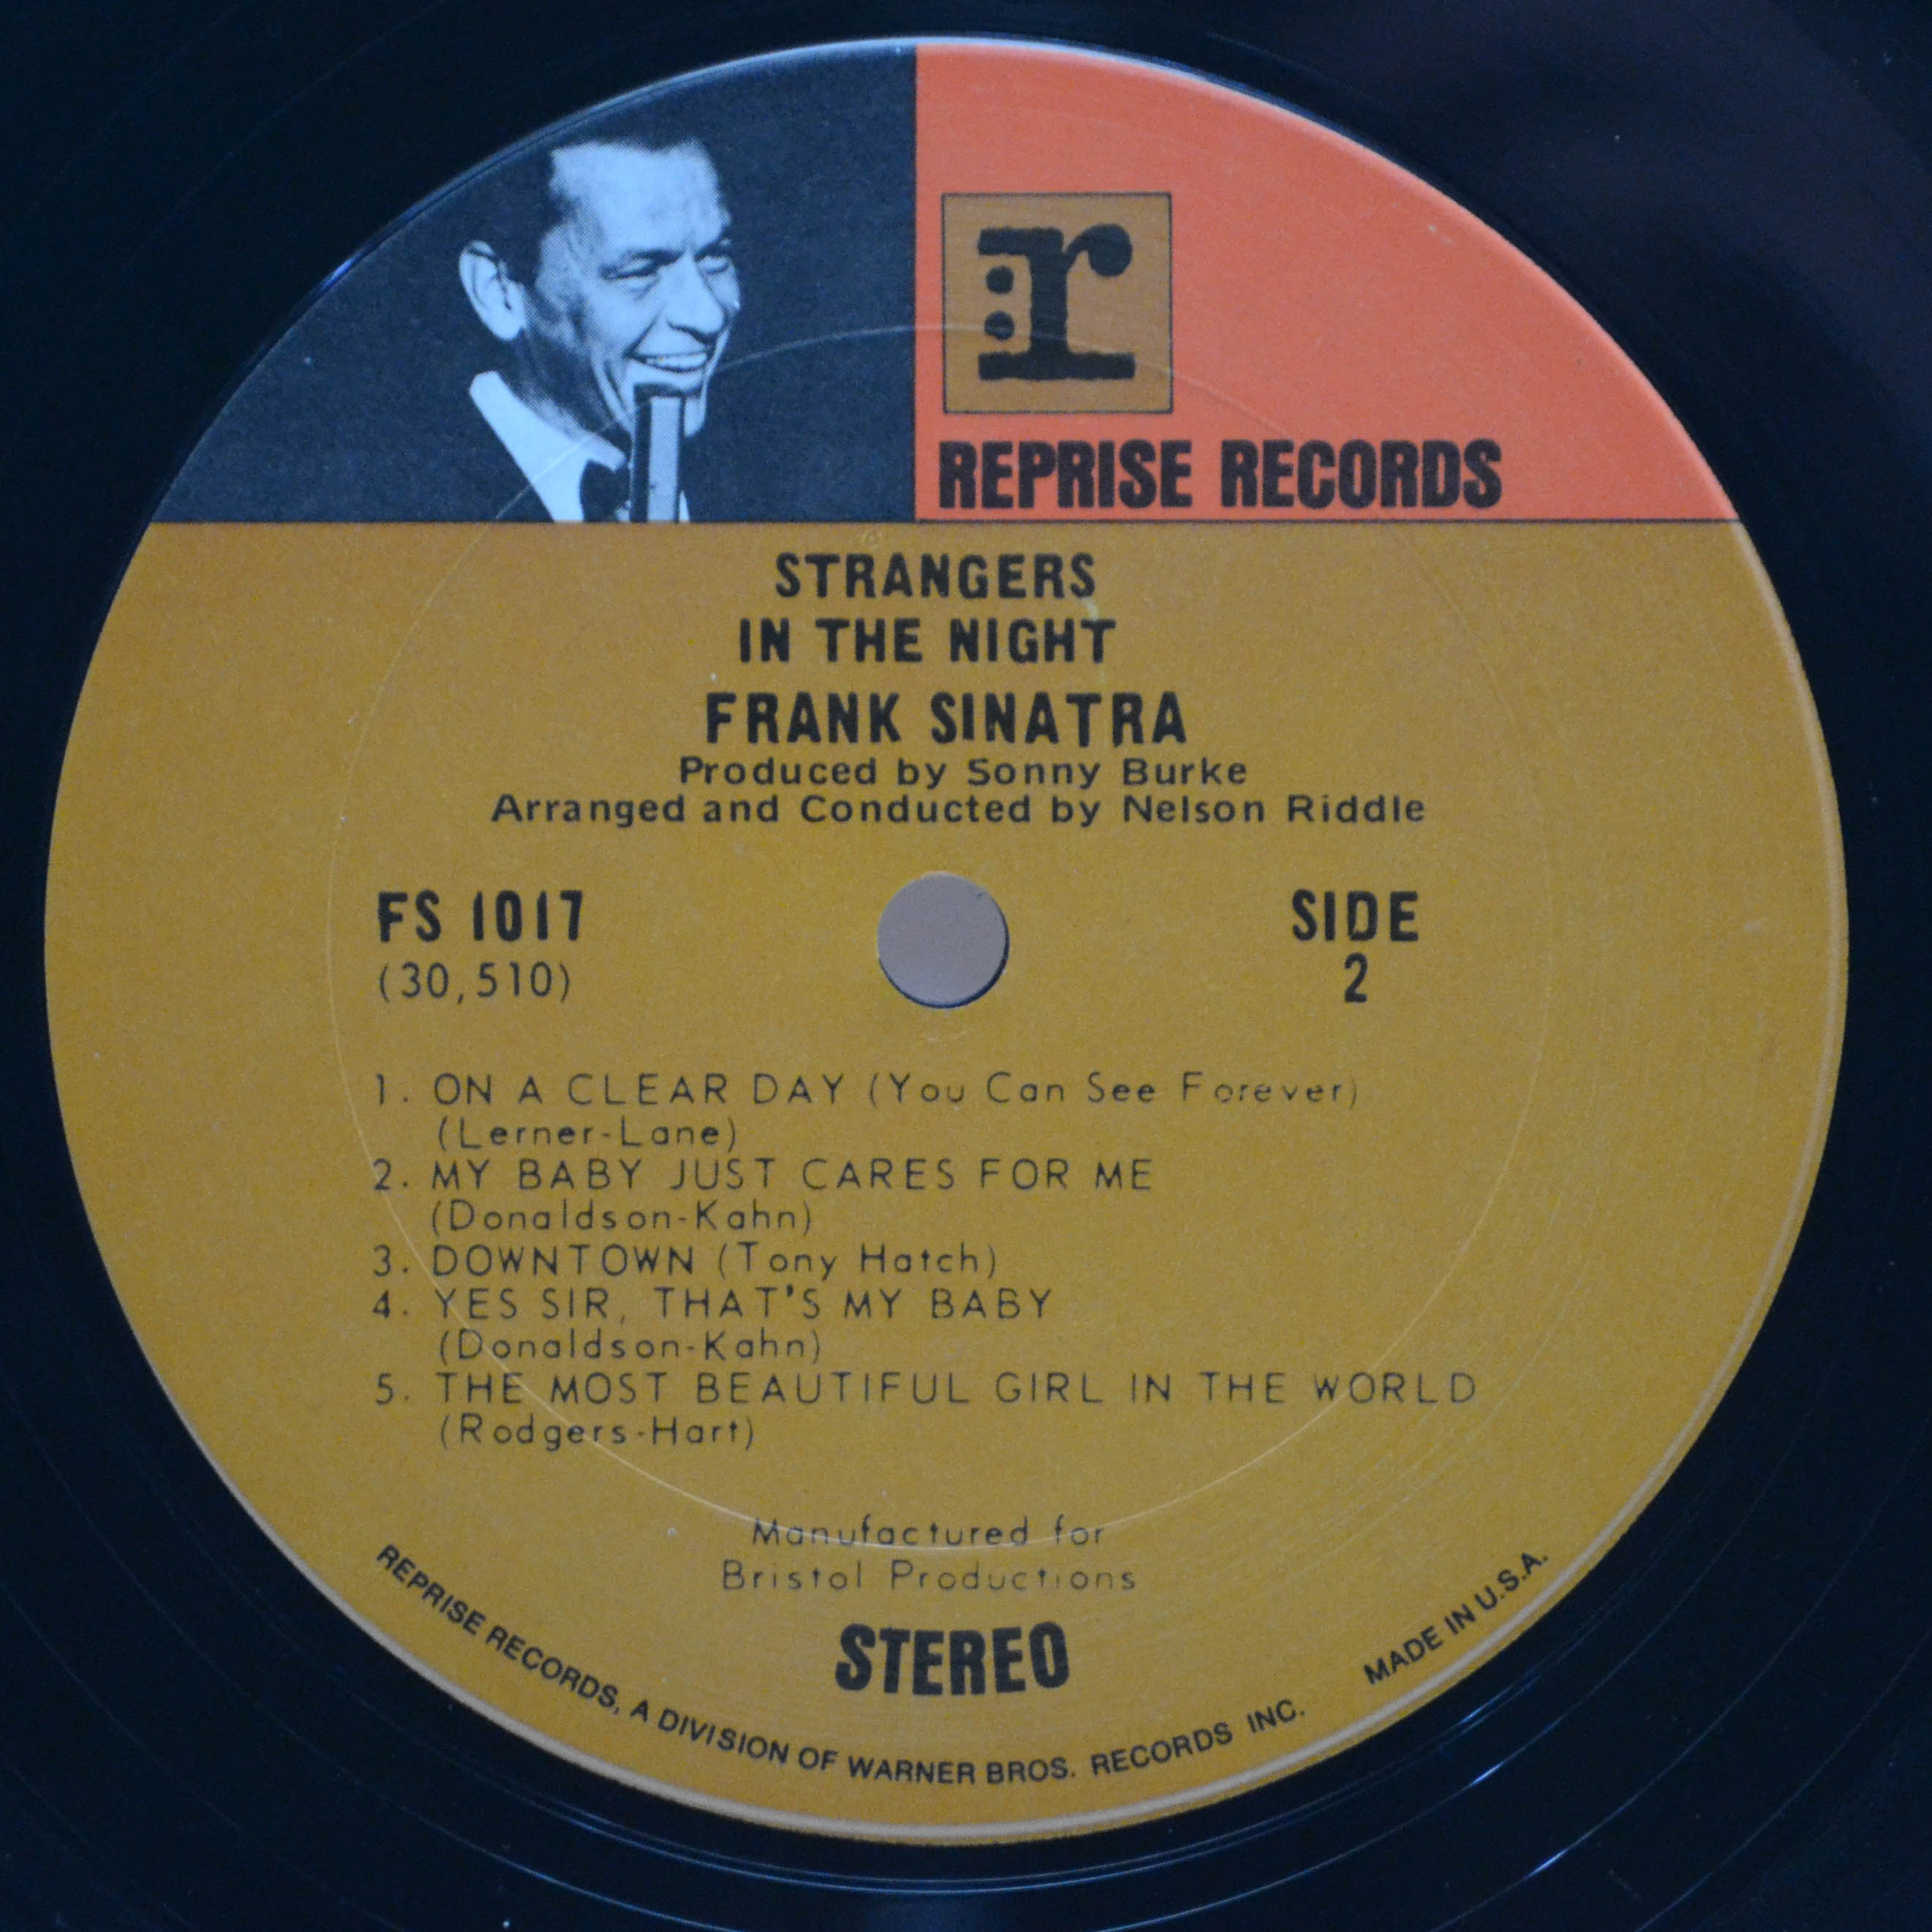 r
REPRISE RECORDS
STRANGERS
IN THE NIGHT
FRANK SINATRA
Produced by Sonny Burke
Arranged and Conducted by Nelson Riddle
FS 1017
(30,510)
SIDE
2
1. ON A CLEAR DAY (You Can See Forever)
(Lerner-Lane)
2. MY BABY JUST CARES FOR ME
(Donaldson-Kahn)
3. DOWNTOWN (Tony Hatch)
4. YES SIR, THAT'S MY BABY
(Donaldson-Kahn)
5. THE MOST BEAUTIFUL GIRL IN THE WORLD
(Rodgers-Hart)
Manufactured for
Bristol Productions
STEREO
REPRISE RECORDS, A DIVISION OF WARNER BROS. RECORDS INC.
MADE IN U.S.A.